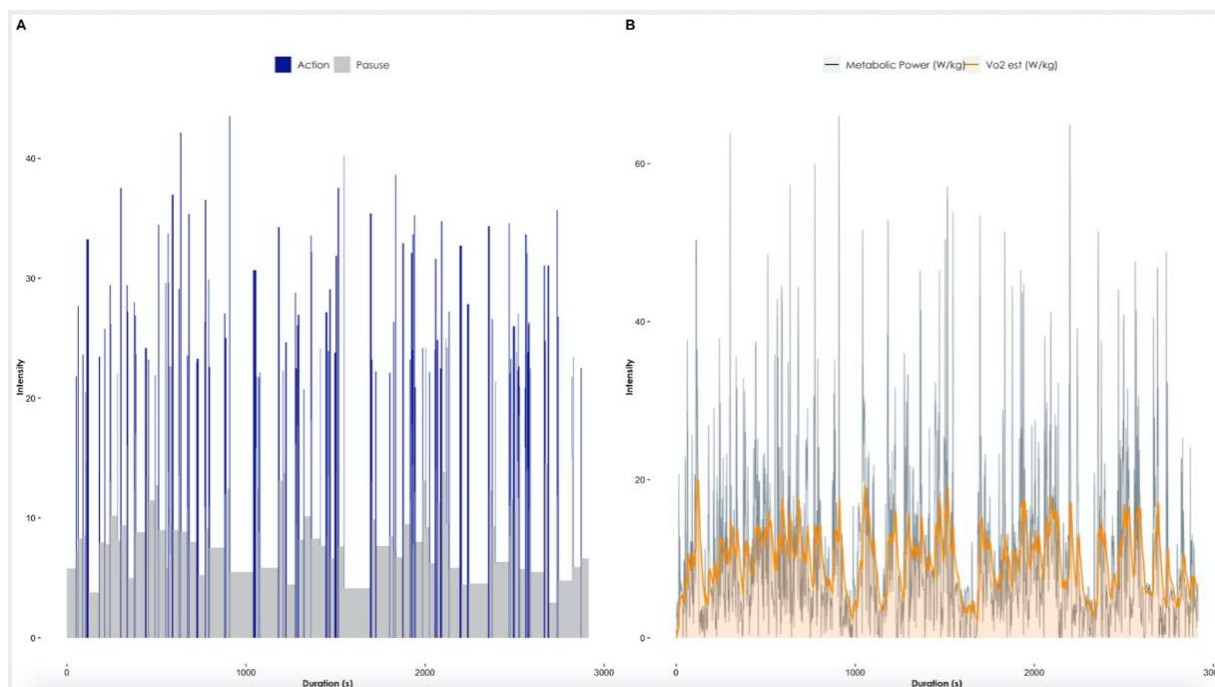 A
Action Pasuse
40
30
20
10
0
Intensity
0 1000 2000 3000
Duration (s)
B
Metabolic Power (W/kg) Vo2 est (W/kg)
60
40
20
0
Intensity
0 1000 2000 300
Duration (s)